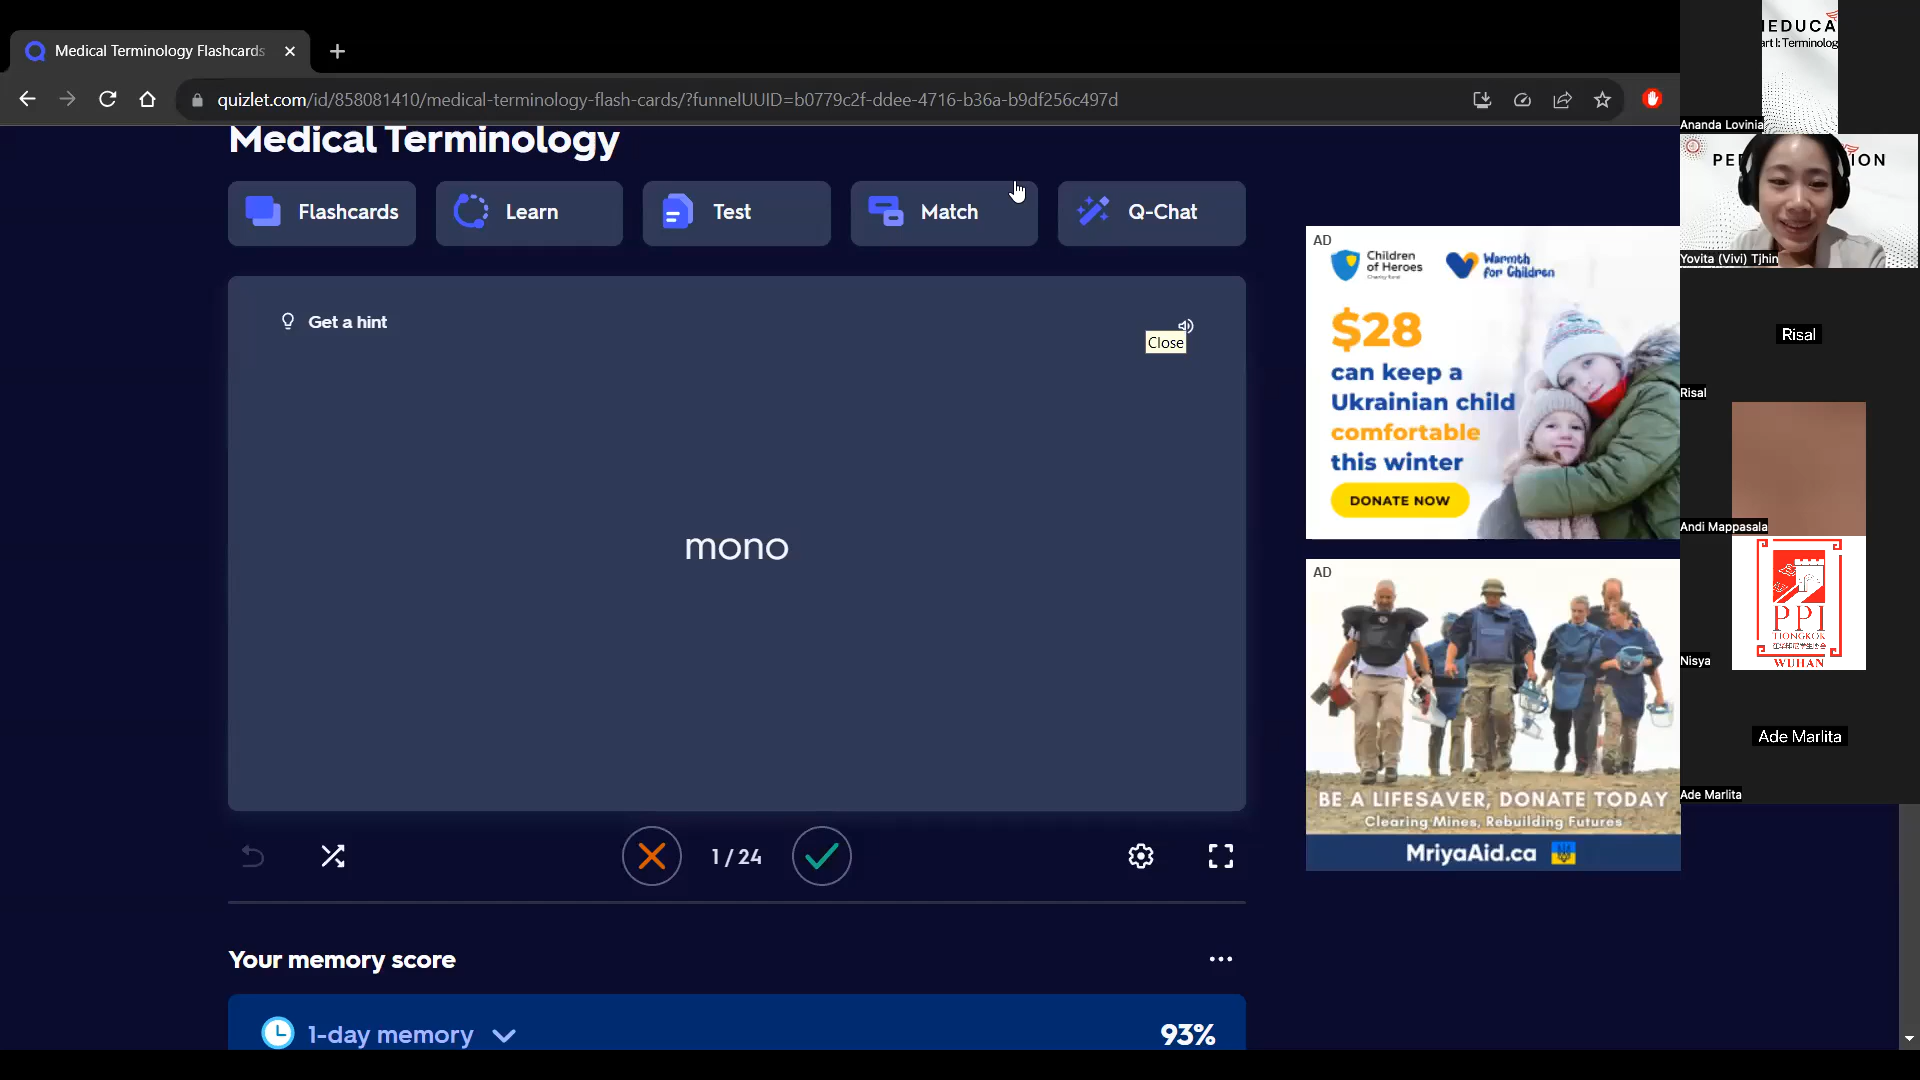 Medical Terminology Flashcards
quizlet.com/id/858081410/medical-terminology-flash-cards/?funnelUUID=b0779c2f-ddee-4716-b36a-b9df256c497d
Medical Terminology
Flashcards
Learn
Test
Match
Q-Chat
Get a hint
Close
mono
1 / 24
Your memory score
1-day memory
93%
AD
Children
of Heroes
Warmth
for Children
$28
can keep a
Ukrainian child
comfortable
this winter
DONATE NOW
AD
BE A LIFESAVER, DONATE TODAY
Clearing Mines, Rebuilding Futures
MriyaAid.ca
EDUCA
art I: Terminolog
Ananda Lovinia
PE
ION
Yovita (Vivi) Tjhin
Risal
Risal
Andi Mappasala
PPI
TIONGKOK
WUHAN
Nisya
Ade Marlita
Ade Marlita